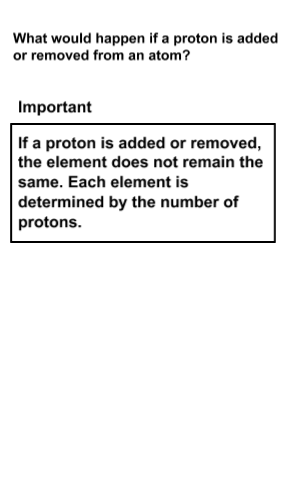 What would happen if a proton is added
or removed from an atom?
Important
If a proton is added or removed,
the element does not remain the
same. Each element is
determined by the number of
protons.